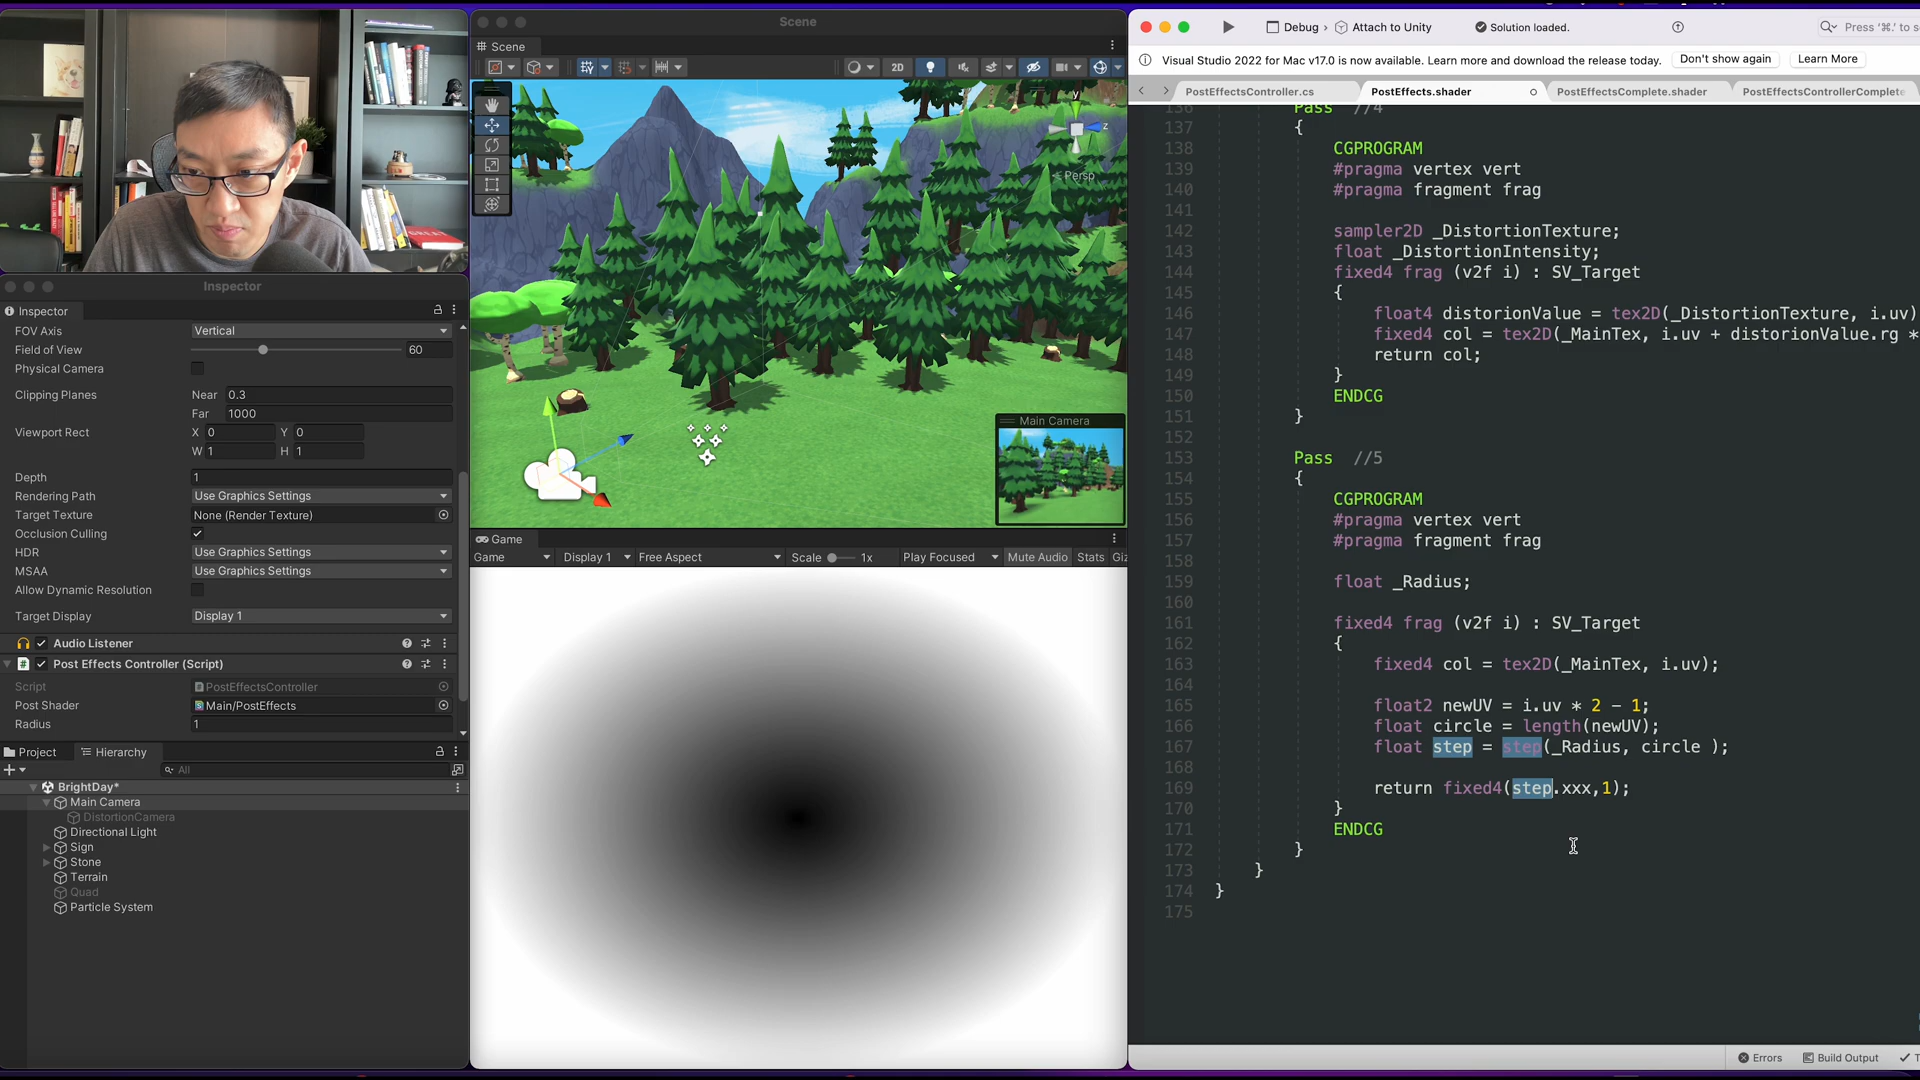 Inspector
Inspector
FOV Axis Vertical
Field of View 60
Physical Camera
Clipping Planes Near 0.3
Far 1000
Viewport Rect X 0 Y 0
W 1 H 1
Depth 1
Rendering Path Use Graphics Settings
Target Texture None (Render Texture)
Occlusion Culling
HDR Use Graphics Settings
MSAA Use Graphics Settings
Allow Dynamic Resolution
Target Display Display 1
Audio Listener
Post Effects Controller (Script)
Script PostEffectsController
Post Shader Main/PostEffects
Radius 1
Project Hierarchy
All
BrightDay*
Main Camera
DistortionCamera
Directional Light
Sign
Stone
Terrain
Quad
Particle System
Scene
Scene
2D
y
z
Persp
Main Camera
Game
Game Display 1 Free Aspect Scale 1x Play Focused Mute Audio Stats Giz
Debug › Attach to Unity Solution loaded. Press '⌘.' to s
Visual Studio 2022 for Mac v17.0 is now available. Learn more and download the release today. Don't show again Learn More
PostEffectsController.cs PostEffects.shader PostEffectsComplete.shader PostEffectsControllerComplete
136 Pass //4
137 {
138 CGPROGRAM
139 #pragma vertex vert
140 #pragma fragment frag
141
142 sampler2D _DistortionTexture;
143 float _DistortionIntensity;
144 fixed4 frag (v2f i) : SV_Target
145 {
146 float4 distorionValue = tex2D(_DistortionTexture, i.uv)
147 fixed4 col = tex2D(_MainTex, i.uv + distorionValue.rg *
148 return col;
149 }
150 ENDCG
151 }
152
153 Pass //5
154 {
155 CGPROGRAM
156 #pragma vertex vert
157 #pragma fragment frag
158
159 float _Radius;
160
161 fixed4 frag (v2f i) : SV_Target
162 {
163 fixed4 col = tex2D(_MainTex, i.uv);
164
165 float2 newUV = i.uv * 2 - 1;
166 float circle = length(newUV);
167 float step = step(_Radius, circle );
168
169 return fixed4(step.xxx,1);
170 }
171 ENDCG
172 }
173 }
174 }
175
Errors Build Output